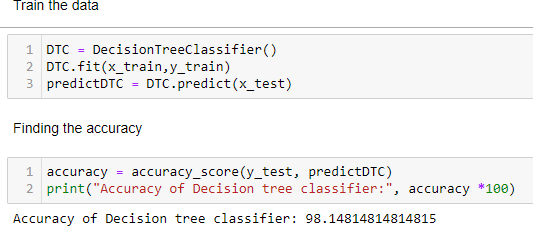 Train the data
1 DTC = DecisionTreeClassifier()
2 DTC.fit(x_train,y_train)
3 predictDTC = DTC.predict(x_test)
Finding the accuracy
1 accuracy = accuracy_score(y_test, predictDTC)
2 print("Accuracy of Decision tree classifier:", accuracy *100)
Accuracy of Decision tree classifier: 98.14814814814815